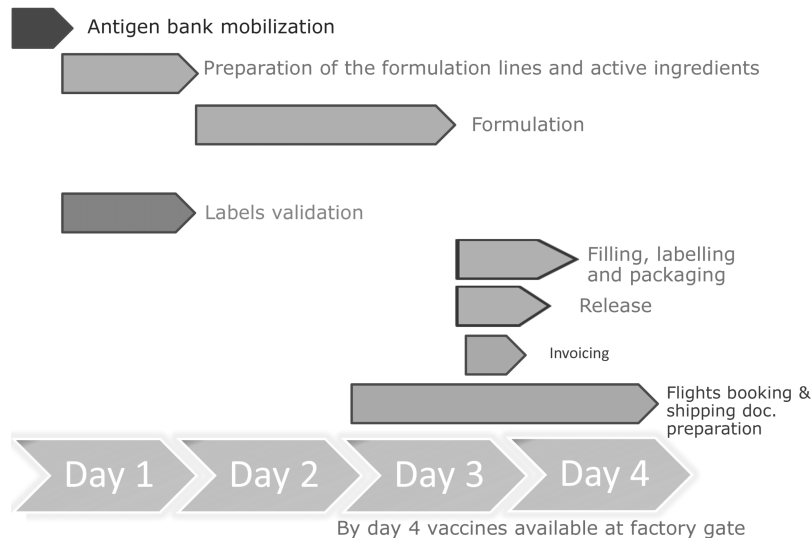 Antigen bank mobilization
Preparation of the formulation lines and active ingredients
Formulation
Labels validation
Filling, labelling
and packaging
Release
Invoicing
Flights booking &
shipping doc.
preparation
Day 1
Day 2
Day 3
Day 4
By day 4 vaccines available at factory gate